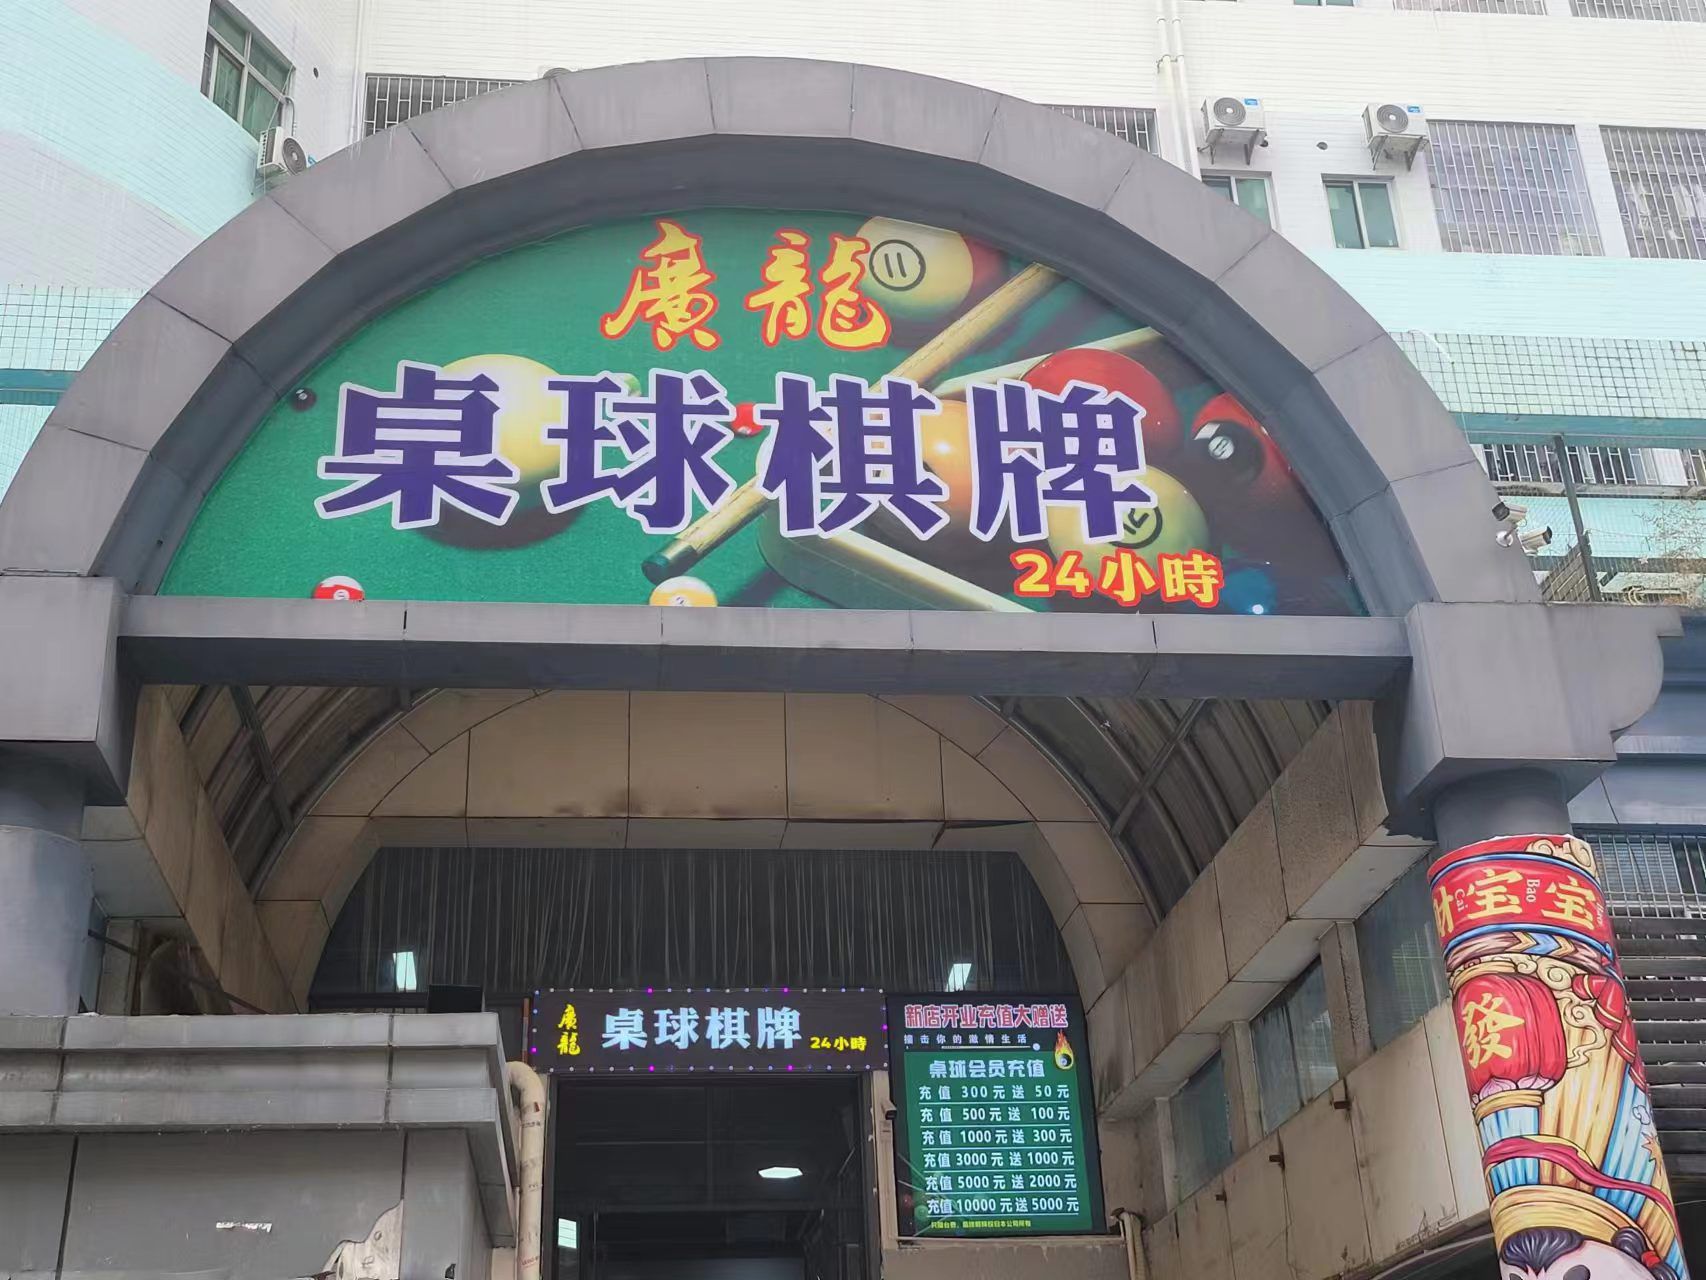 廣龍
桌球棋牌
24小時
廣龍
桌球棋牌
24小時
新店开业充值大赠送
撞击你的激情生活
桌球会员充值
充值 300元 送 50元
充值 500元 送 100元
充值 1000元 送 300元
充值 3000元 送 1000元
充值 5000元 送 2000元
充值 10000元 送 5000元
财宝宝
Cai
Bao
發
11